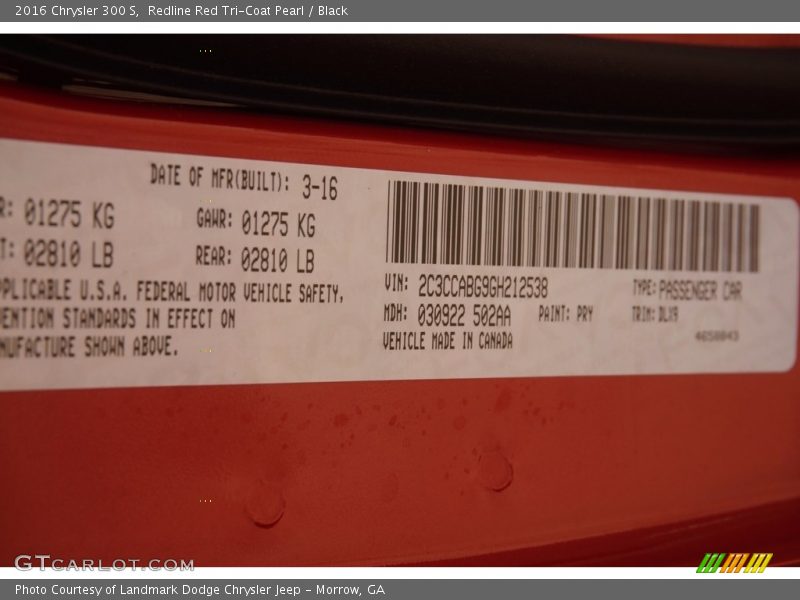 2016 Chrysler 300 S, Redline Red Tri-Coat Pearl / Black
DATE OF MFR(BUILT): 3-16
R: 01275 KG GAWR: 01275 KG
T: 02810 LB REAR: 02810 LB
PPLICABLE U.S.A. FEDERAL MOTOR VEHICLE SAFETY,
VENTION STANDARDS IN EFFECT ON
NUFACTURE SHOWN ABOVE.
VIN: 2C3CCABG9GH212538 TYPE: PASSENGER CAR
MDH: 030922 502AA PAINT: PRY TRIM: DLX9
VEHICLE MADE IN CANADA
GTCARLOT.COM
Photo Courtesy of Landmark Dodge Chrysler Jeep - Morrow, GA